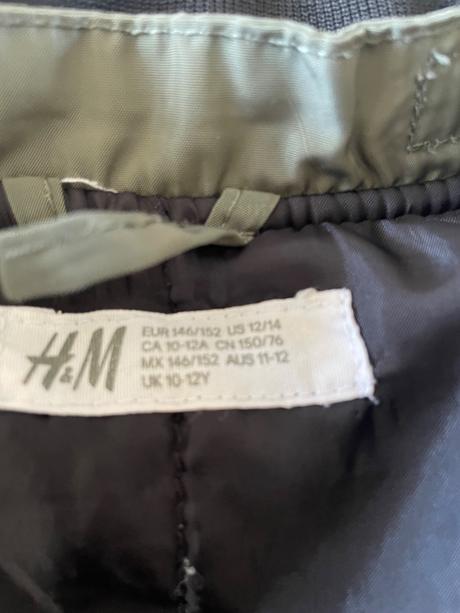 H&M
EUR 146/152 US 12/14
CA 10-12A CN 150/76
MX 146/152 AUS 11-12
UK 10-12Y